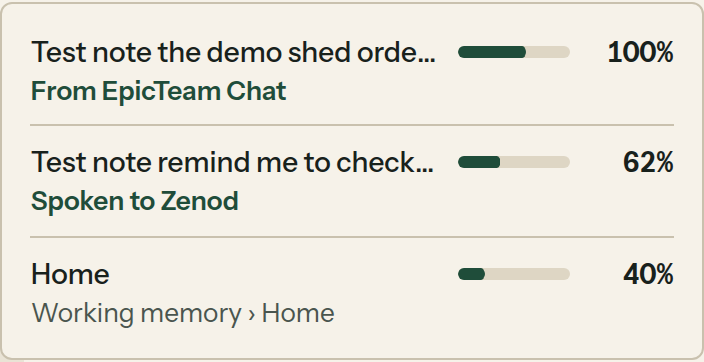 Test note the demo shed orde...
100%
From EpicTeam Chat
Test note remind me to check...
62%
Spoken to Zenod
Home
40%
Working memory › Home